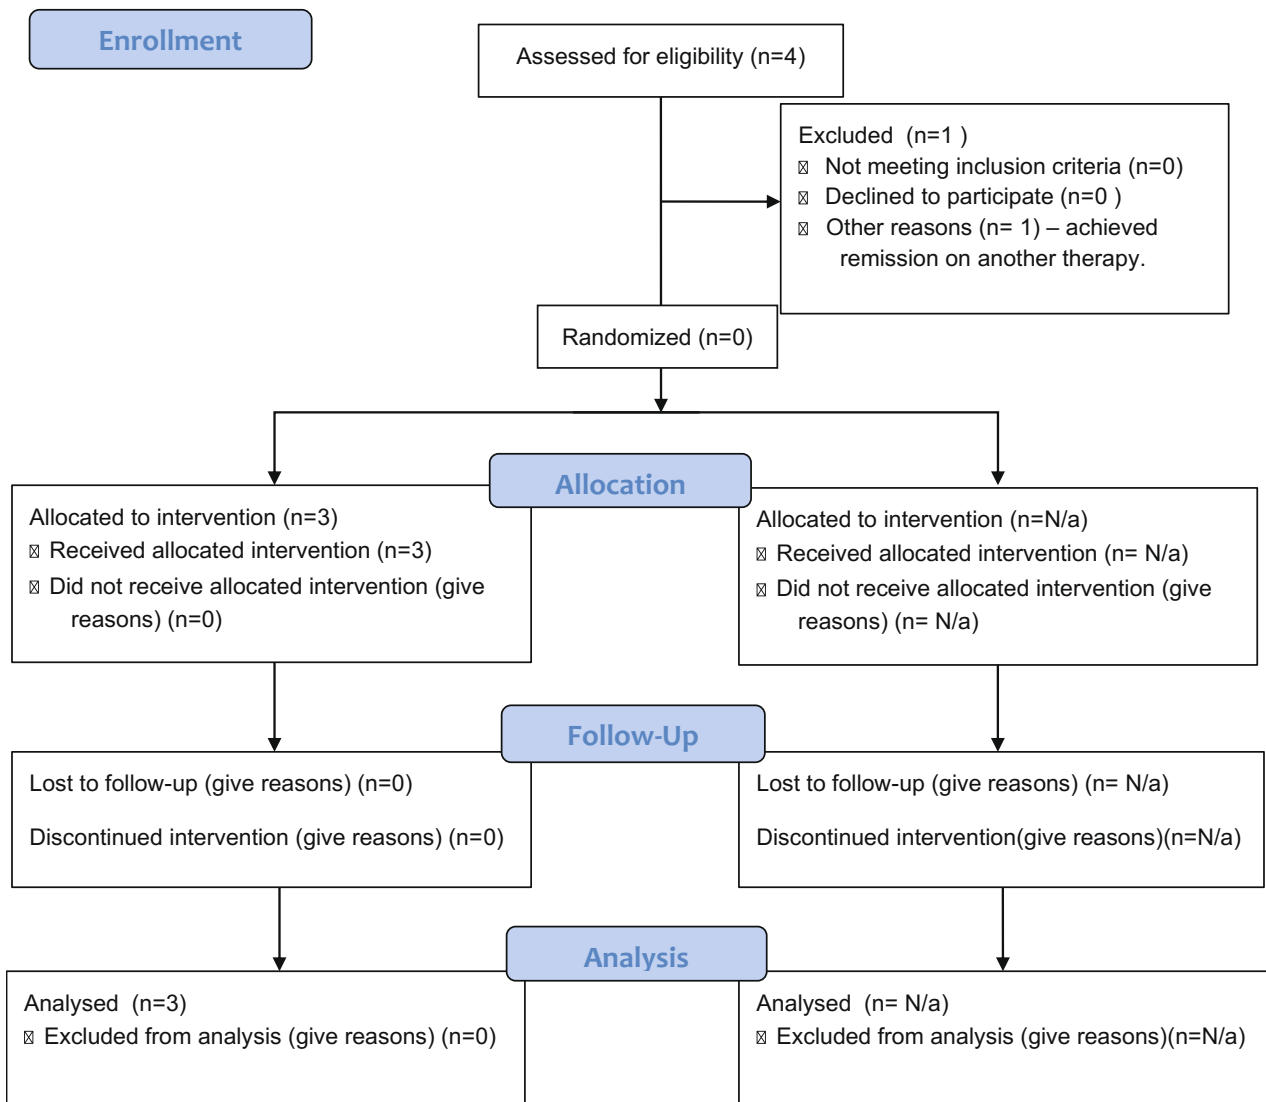 Enrollment
Assessed for eligibility (n=4)
Excluded (n=1 )
Not meeting inclusion criteria (n=0)
Declined to participate (n=0 )
Other reasons (n= 1) – achieved
remission on another therapy.
Randomized (n=0)
Allocation
Allocated to intervention (n=3)
Received allocated intervention (n=3)
Did not receive allocated intervention (give
reasons) (n=0)
Allocated to intervention (n=N/a)
Received allocated intervention (n= N/a)
Did not receive allocated intervention (give
reasons) (n= N/a)
Follow-Up
Lost to follow-up (give reasons) (n=0)
Discontinued intervention (give reasons) (n=0)
Lost to follow-up (give reasons) (n= N/a)
Discontinued intervention(give reasons)(n=N/a)
Analysis
Analysed (n=3)
Excluded from analysis (give reasons) (n=0)
Analysed (n= N/a)
Excluded from analysis (give reasons)(n=N/a)